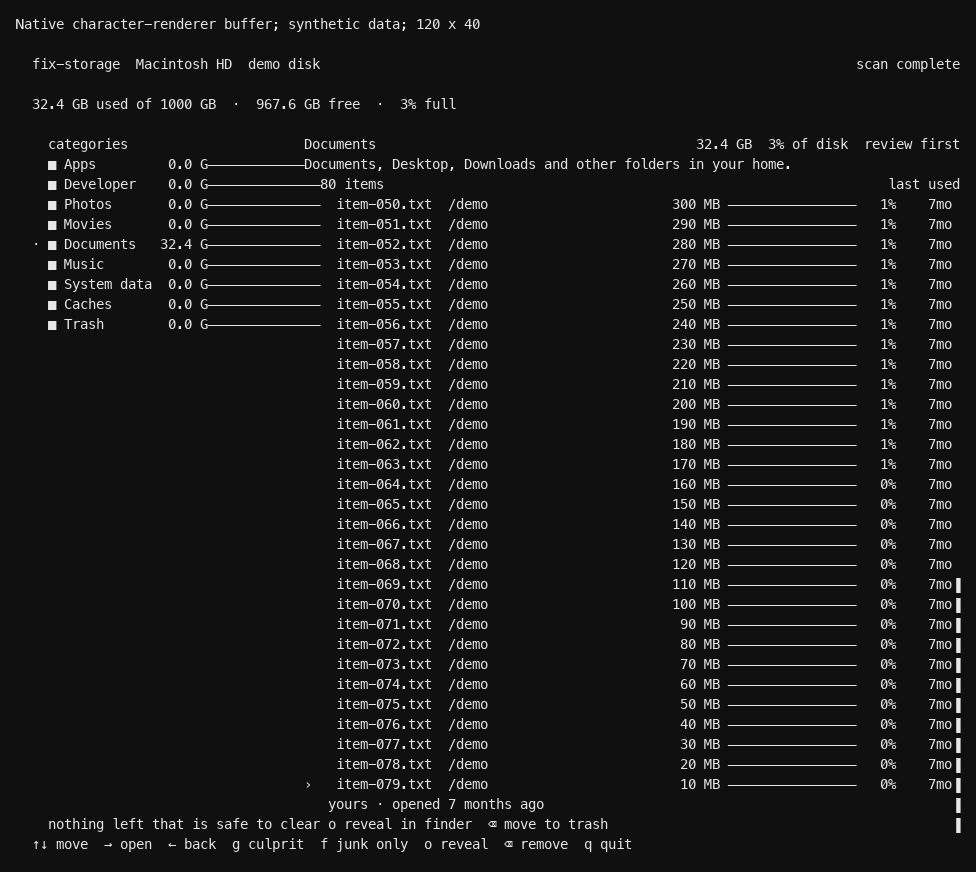 Native character-renderer buffer; synthetic data; 120 x 40
fix-storage  Macintosh HD  demo disk  scan complete
32.4 GB used of 1000 GB  ·  967.6 GB free  ·  3% full
categories  Documents  32.4 GB  3% of disk  review first
■ Apps  0.0 G────────────Documents, Desktop, Downloads and other folders in your home.
■ Developer  0.0 G──────────────80 items  last used
■ Photos  0.0 G──────────────  item-050.txt  /demo  300 MB ────────────────  1%  7mo
■ Movies  0.0 G──────────────  item-051.txt  /demo  290 MB ────────────────  1%  7mo
· ■ Documents  32.4 G──────────────  item-052.txt  /demo  280 MB ────────────────  1%  7mo
■ Music  0.0 G──────────────  item-053.txt  /demo  270 MB ────────────────  1%  7mo
■ System data  0.0 G──────────────  item-054.txt  /demo  260 MB ────────────────  1%  7mo
■ Caches  0.0 G──────────────  item-055.txt  /demo  250 MB ────────────────  1%  7mo
■ Trash  0.0 G──────────────  item-056.txt  /demo  240 MB ────────────────  1%  7mo
item-057.txt  /demo  230 MB ────────────────  1%  7mo
item-058.txt  /demo  220 MB ────────────────  1%  7mo
item-059.txt  /demo  210 MB ────────────────  1%  7mo
item-060.txt  /demo  200 MB ────────────────  1%  7mo
item-061.txt  /demo  190 MB ────────────────  1%  7mo
item-062.txt  /demo  180 MB ────────────────  1%  7mo
item-063.txt  /demo  170 MB ────────────────  1%  7mo
item-064.txt  /demo  160 MB ────────────────  0%  7mo
item-065.txt  /demo  150 MB ────────────────  0%  7mo
item-066.txt  /demo  140 MB ────────────────  0%  7mo
item-067.txt  /demo  130 MB ────────────────  0%  7mo
item-068.txt  /demo  120 MB ────────────────  0%  7mo
item-069.txt  /demo  110 MB ────────────────  0%  7mo▐
item-070.txt  /demo  100 MB ────────────────  0%  7mo▐
item-071.txt  /demo  90 MB ────────────────  0%  7mo▐
item-072.txt  /demo  80 MB ────────────────  0%  7mo▐
item-073.txt  /demo  70 MB ────────────────  0%  7mo▐
item-074.txt  /demo  60 MB ────────────────  0%  7mo▐
item-075.txt  /demo  50 MB ────────────────  0%  7mo▐
item-076.txt  /demo  40 MB ────────────────  0%  7mo▐
item-077.txt  /demo  30 MB ────────────────  0%  7mo▐
item-078.txt  /demo  20 MB ────────────────  0%  7mo▐
›  item-079.txt  /demo  10 MB ────────────────  0%  7mo▐
yours · opened 7 months ago  ▐
nothing left that is safe to clear o reveal in finder  ⌫ move to trash  ▐
↑↓ move  → open  ← back  g culprit  f junk only  o reveal  ⌫ remove  q quit